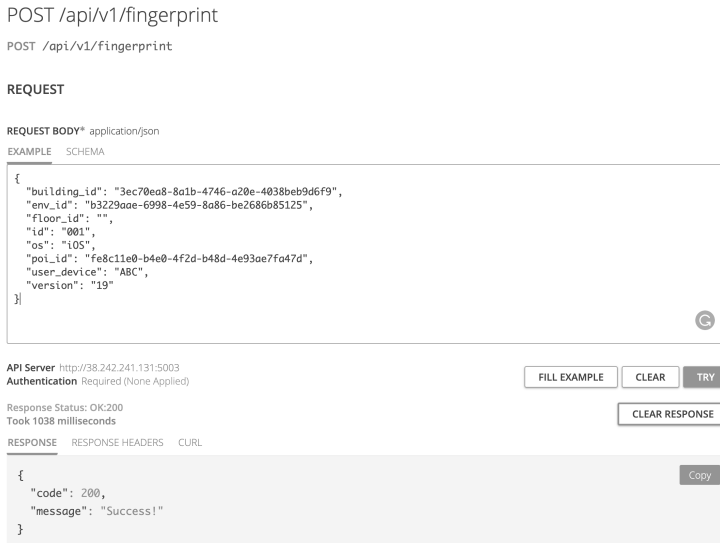 POST /api/v1/fingerprint
POST /api/v1/fingerprint
REQUEST
REQUEST BODY* application/json
EXAMPLE SCHEMA
{
"building_id": "3ec70ea8-8a1b-4746-a20e-4038beb9d6f9",
"env_id": "b3229aae-6998-4e59-8a86-be2686b85125",
"floor_id": "",
"id": "001",
"os": "iOS",
"poi_id": "fe8c11e0-b4e0-4f2d-b48d-4e93ae7fa47d",
"user_device": "ABC",
"version": "19"
}
API Server http://38.242.241.131:5003
Authentication Required (None Applied)
FILL EXAMPLE CLEAR TRY
Response Status: OK:200
Took 1038 milliseconds
CLEAR RESPONSE
RESPONSE RESPONSE HEADERS CURL
Copy
{
"code": 200,
"message": "Success!"
}